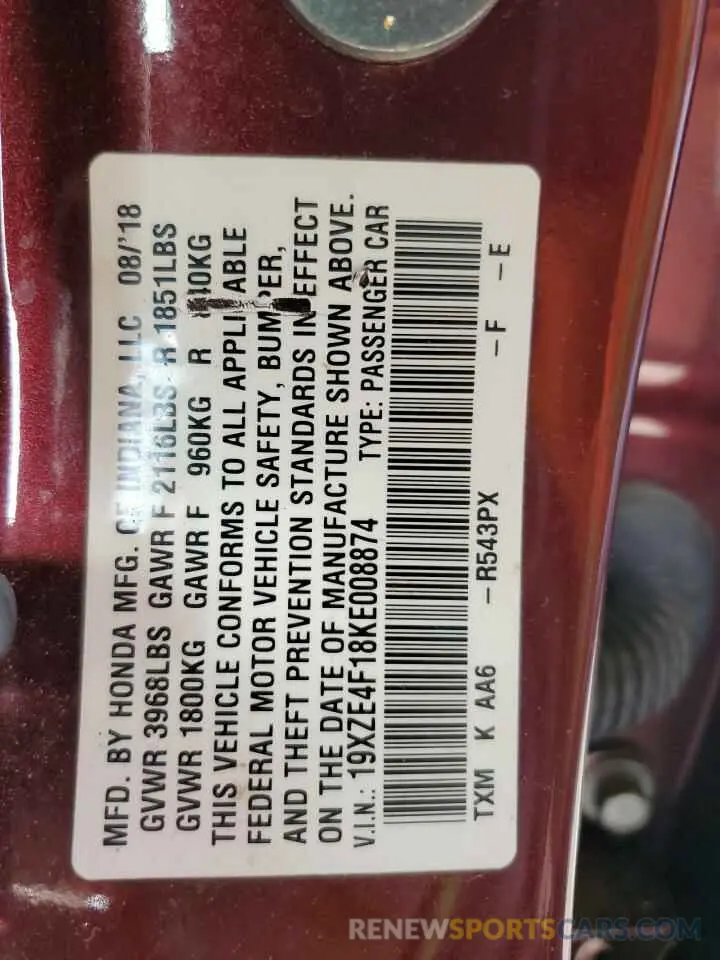 MFD. BY HONDA MFG. OF INDIANA, LLC 08/'18
GVWR 3968LBS GAWR F 2116LBS R 1851LBS
GVWR 1800KG GAWR F 960KG R
THIS VEHICLE CONFORMS TO ALL APPLICABLE
FEDERAL MOTOR VEHICLE SAFETY, BUMPER,
AND THEFT PREVENTION STANDARDS IN EFFECT
ON THE DATE OF MANUFACTURE SHOWN ABOVE.
V.I.N.: 19XZE4F18KE008874 TYPE: PASSENGER CAR
TXM K AA6 -R543PX -F -E
RENEWSPORTSCARS.COM